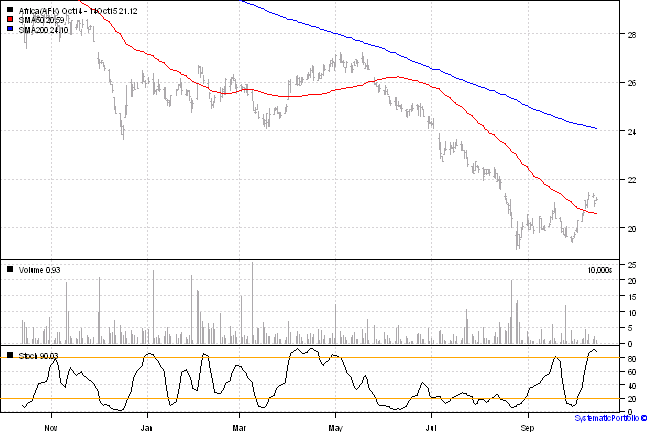 Africa(AFK) Oct14 - 14Oct15 21.12
SMA50 20.59
SMA200 24.10
28
26
24
22
20
Volume 0.93
10,000s
25
20
15
10
5
0
Stoch 90.03
80
60
40
20
0
Nov Jan Mar May Jul Sep
SystematicPortfolio ©